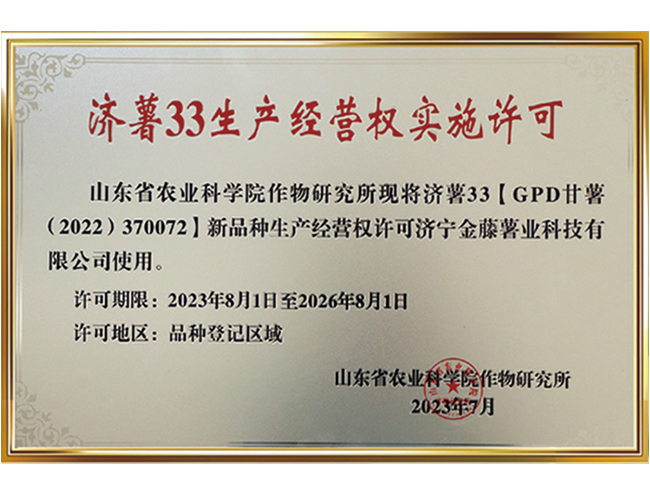 济薯33生产经营权实施许可
山东省农业科学院作物研究所现将济薯33【GPD甘薯
（2022）370072】新品种生产经营权许可济宁金藤薯业科技有
限公司使用。
许可期限：2023年8月1日至2026年8月1日
许可地区：品种登记区域
山东省农业科学院作物研究所
2023年7月